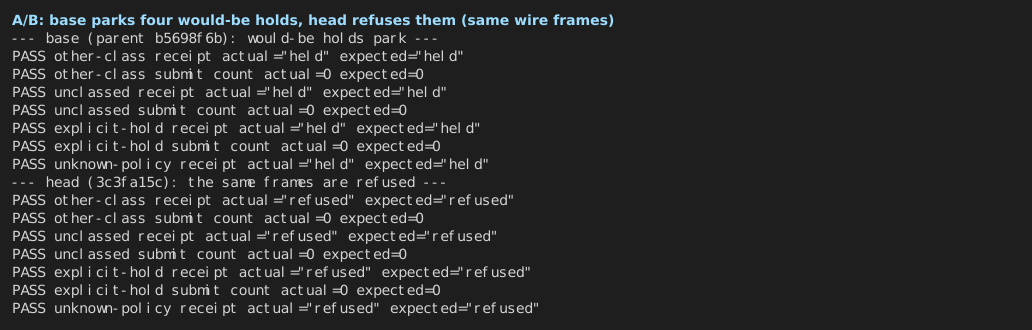 A/B: base parks four would-be holds, head refuses them (same wire frames)
--- base (parent b5698f6b): would-be holds park ---
PASS other-class receipt actual="held" expected="held"
PASS other-class submit count actual=0 expected=0
PASS unclassed receipt actual="held" expected="held"
PASS unclassed submit count actual=0 expected=0
PASS explicit-hold receipt actual="held" expected="held"
PASS explicit-hold submit count actual=0 expected=0
PASS unknown-policy receipt actual="held" expected="held"
--- head (3c3fa15c): the same frames are refused ---
PASS other-class receipt actual="refused" expected="refused"
PASS other-class submit count actual=0 expected=0
PASS unclassed receipt actual="refused" expected="refused"
PASS unclassed submit count actual=0 expected=0
PASS explicit-hold receipt actual="refused" expected="refused"
PASS explicit-hold submit count actual=0 expected=0
PASS unknown-policy receipt actual="refused" expected="refused"